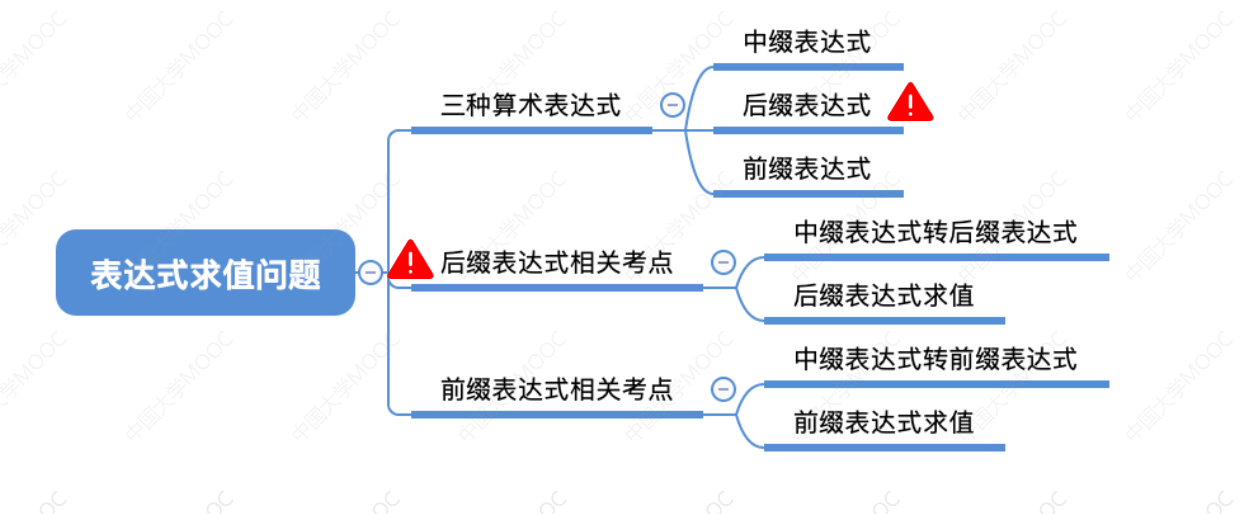 中缀表达式
三种算术表达式
后缀表达式
前缀表达式
中缀表达式转后缀表达式
表达式求值问题
后缀表达式相关考点
后缀表达式求值
中缀表达式转前缀表达式
前缀表达式相关考点
前缀表达式求值
中国大学MOOC